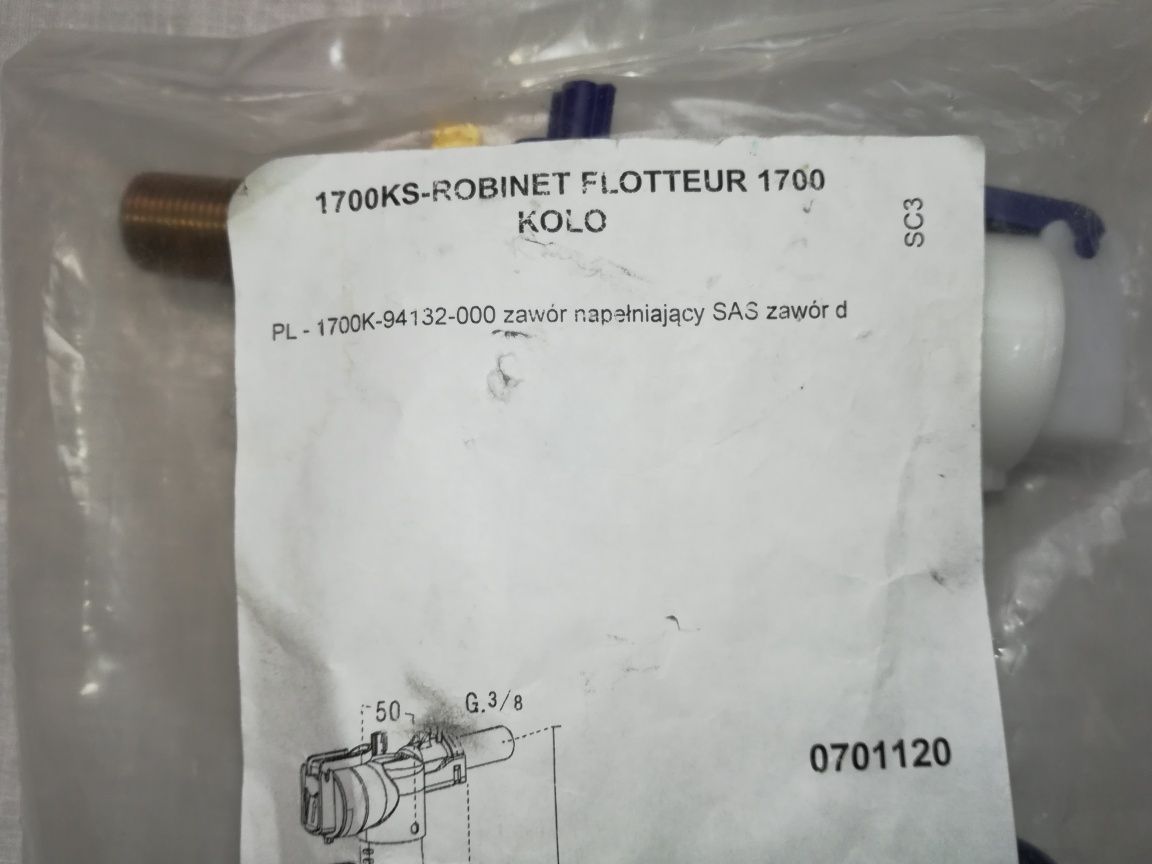 1700KS-ROBINET FLOTTEUR 1700
KOLO
SC3
PL - 1700K-94132-000 zawór napełniający SAS zawór d
50
G.3/8
0701120